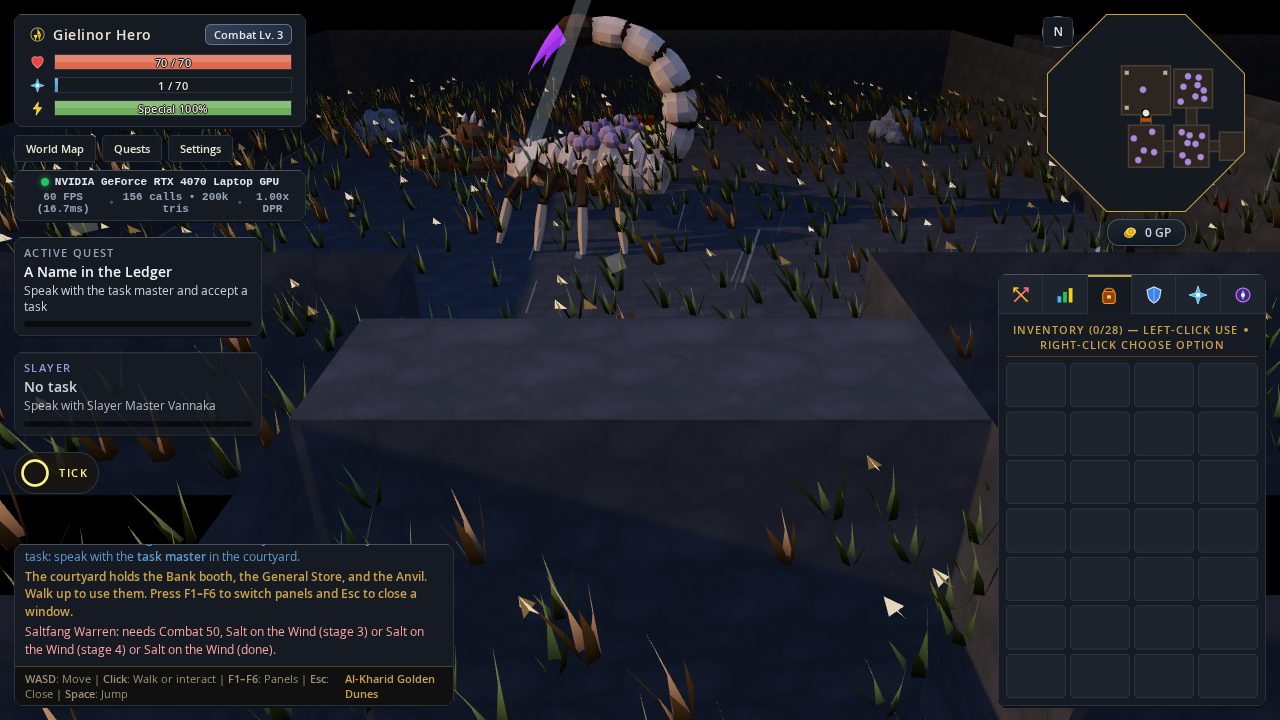 Gielinor Hero
Combat Lv. 3
70 / 70
1 / 70
Special 100%
World Map
Quests
Settings
NVIDIA GeForce RTX 4070 Laptop GPU
60 FPS (16.7ms) • 156 calls • 200k tris • 1.00x DPR
ACTIVE QUEST
A Name in the Ledger
Speak with the task master and accept a
task
SLAYER
No task
Speak with Slayer Master Vannaka
TICK
task: speak with the task master in the courtyard.
The courtyard holds the Bank booth, the General Store, and the Anvil.
Walk up to use them. Press F1–F6 to switch panels and Esc to close a
window.
Saltfang Warren: needs Combat 50, Salt on the Wind (stage 3) or Salt on
the Wind (stage 4) or Salt on the Wind (done).
WASD: Move | Click: Walk or interact | F1–F6: Panels | Esc:
Close | Space: Jump
Al-Kharid Golden
Dunes
N
0 GP
INVENTORY (0/28) — LEFT-CLICK USE •
RIGHT-CLICK CHOOSE OPTION